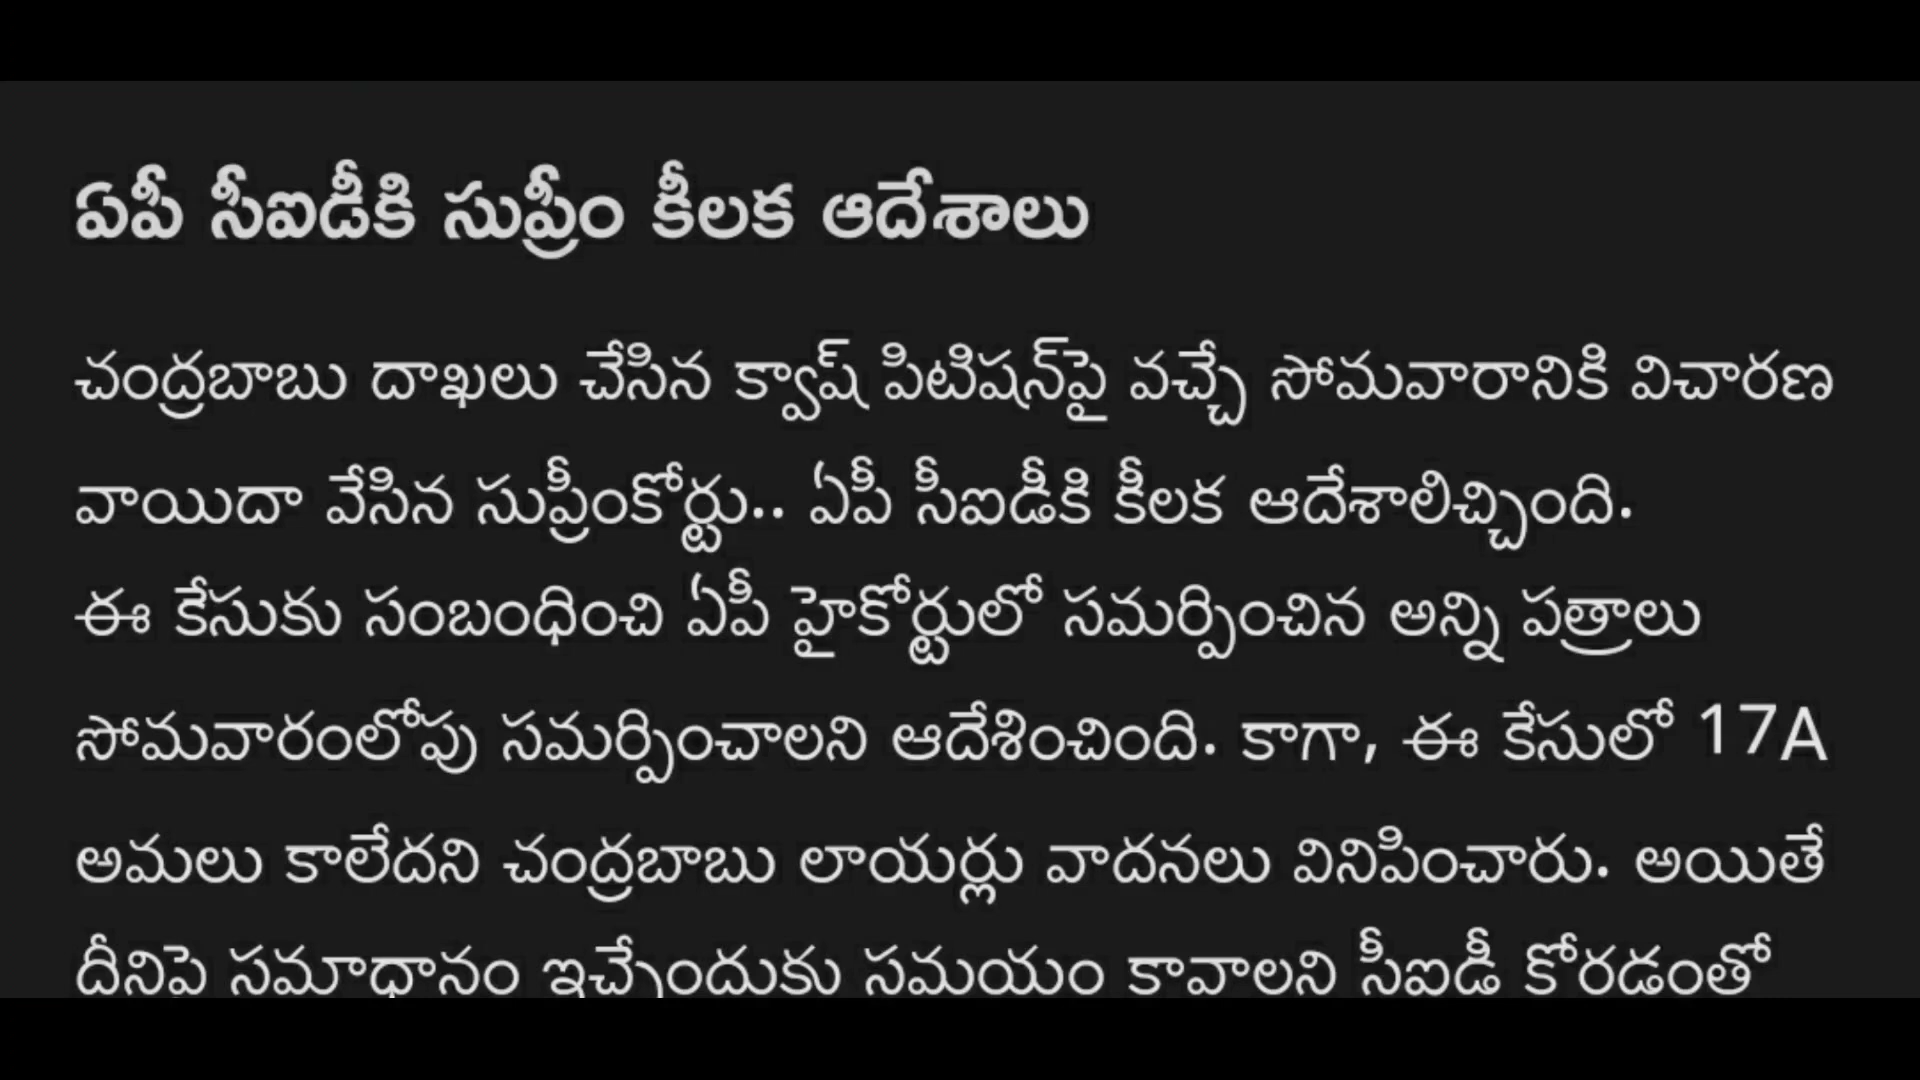 ఏపీ సీఐడీకి సుప్రీం కీలక ఆదేశాలు
చంద్రబాబు దాఖలు చేసిన క్వాష్ పిటిషన్‌పై వచ్చే సోమవారానికి విచారణ
వాయిదా వేసిన సుప్రీంకోర్టు.. ఏపీ సీఐడీకి కీలక ఆదేశాలిచ్చింది.
ఈ కేసుకు సంబంధించి ఏపీ హైకోర్టులో సమర్పించిన అన్ని పత్రాలు
సోమవారంలోపు సమర్పించాలని ఆదేశించింది. కాగా, ఈ కేసులో 17A
అమలు కాలేదని చంద్రబాబు లాయర్లు వాదనలు వినిపించారు. అయితే
దీనిపై సమాధానం ఇచ్చేందుకు సమయం కావాలని సీఐడీ కోరడంతో